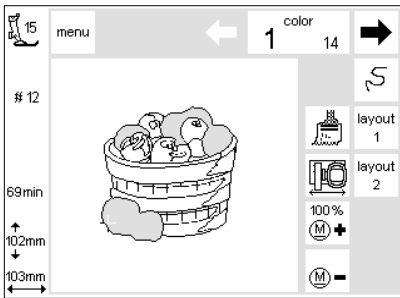 15
menu
color
1 14
# 12
layout
1
layout
2
69min
100%
102mm
M +
103mm
M -